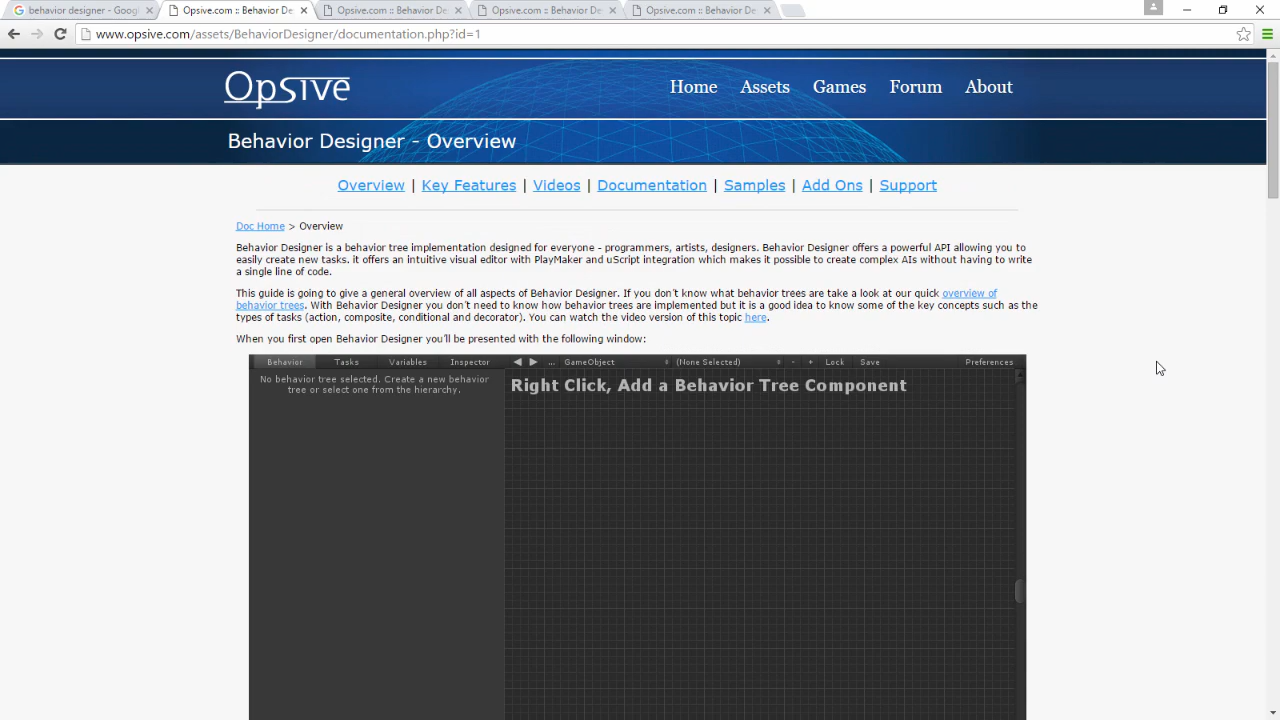 behavior designer - Goog
Opsive.com :: Behavior De
Opsive.com :: Behavior De
Opsive.com :: Behavior De
Opsive.com :: Behavior De
www.opsive.com/assets/BehaviorDesigner/documentation.php?id=1
Opsive
Home Assets Games Forum About
Behavior Designer - Overview
Overview | Key Features | Videos | Documentation | Samples | Add Ons | Support
Doc Home > Overview
Behavior Designer is a behavior tree implementation designed for everyone - programmers, artists, designers. Behavior Designer offers a powerful API allowing you to
easily create new tasks. it offers an intuitive visual editor with PlayMaker and uScript integration which makes it possible to create complex AIs without having to write
a single line of code.
This guide is going to give a general overview of all aspects of Behavior Designer. If you don't know what behavior trees are take a look at our quick overview of
behavior trees. With Behavior Designer you don't need to know how behavior trees are implemented but it is a good idea to know some of the key concepts such as the
types of tasks (action, composite, conditional and decorator). You can watch the video version of this topic here.
When you first open Behavior Designer you'll be presented with the following window:
Behavior Tasks Variables Inspector ... GameObject (None Selected) - + Lock Save Preferences
No behavior tree selected. Create a new behavior
tree or select one from the hierarchy.
Right Click, Add a Behavior Tree Component